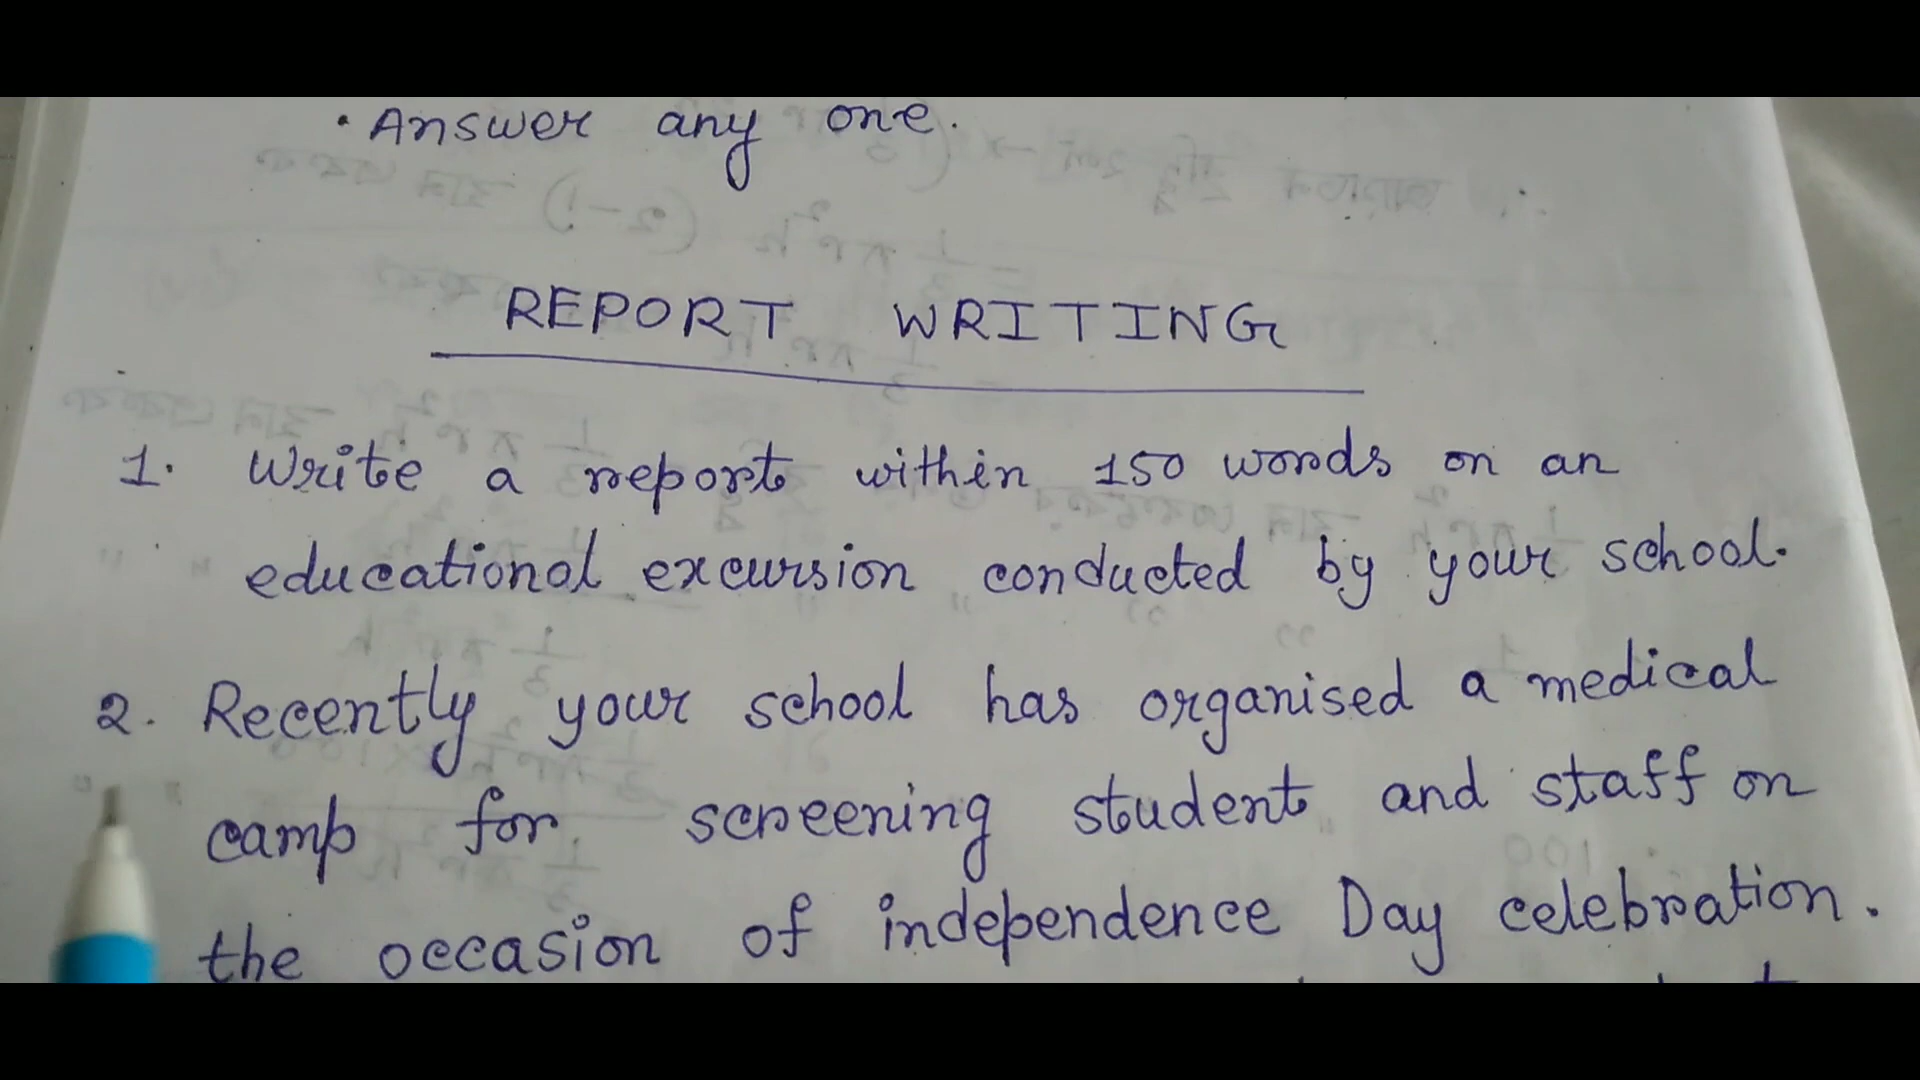 • Answer any one.
REPORT WRITING
1. Write a report within 150 words on an
educational excursion conducted by your school.
2. Recently your school has organised a medical
camp for screening student and staff on
the occasion of independence Day celebration.